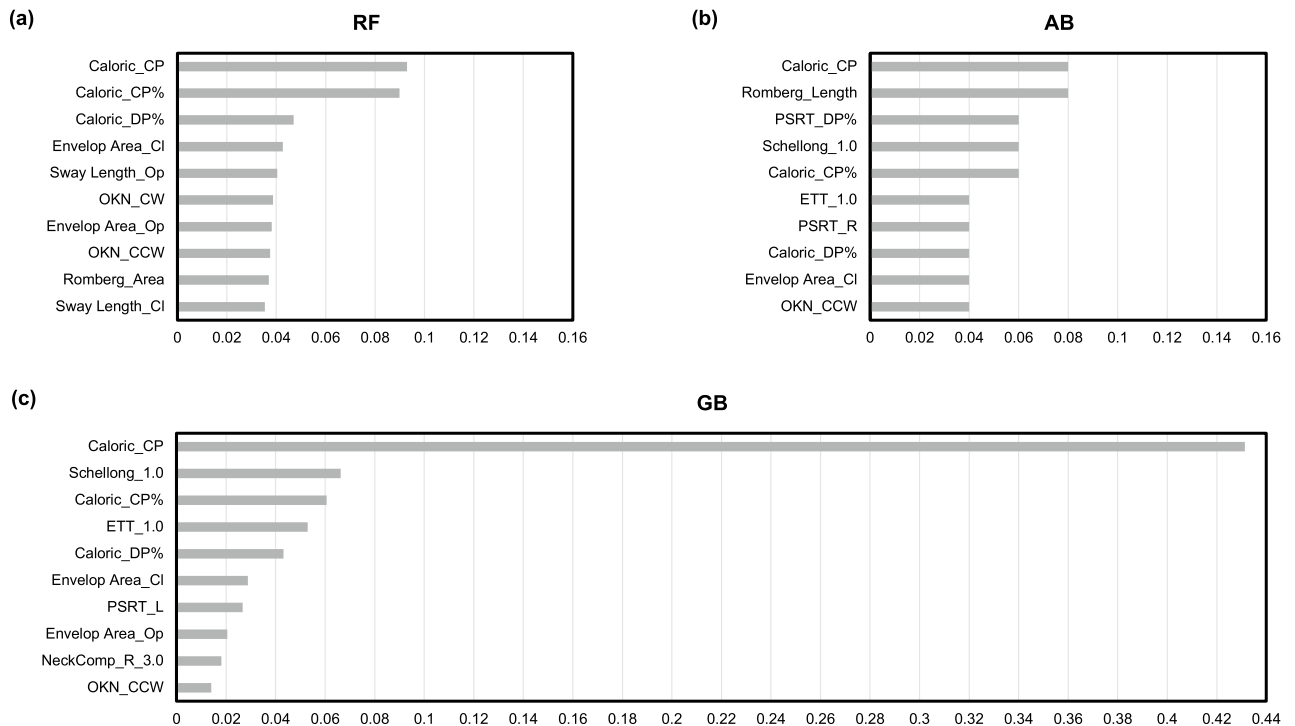 (a)
RF
Caloric_CP
Caloric_CP%
Caloric_DP%
Envelop Area_Cl
Sway Length_Op
OKN_CW
Envelop Area_Op
OKN_CCW
Romberg_Area
Sway Length_Cl
0 0.02 0.04 0.06 0.08 0.1 0.12 0.14 0.16
(b)
AB
Caloric_CP
Romberg_Length
PSRT_DP%
Schellong_1.0
Caloric_CP%
ETT_1.0
PSRT_R
Caloric_DP%
Envelop Area_Cl
OKN_CCW
0 0.02 0.04 0.06 0.08 0.1 0.12 0.14 0.16
(c)
GB
Caloric_CP
Schellong_1.0
Caloric_CP%
ETT_1.0
Caloric_DP%
Envelop Area_Cl
PSRT_L
Envelop Area_Op
NeckComp_R_3.0
OKN_CCW
0 0.02 0.04 0.06 0.08 0.1 0.12 0.14 0.16 0.18 0.2 0.22 0.24 0.26 0.28 0.3 0.32 0.34 0.36 0.38 0.4 0.42 0.44